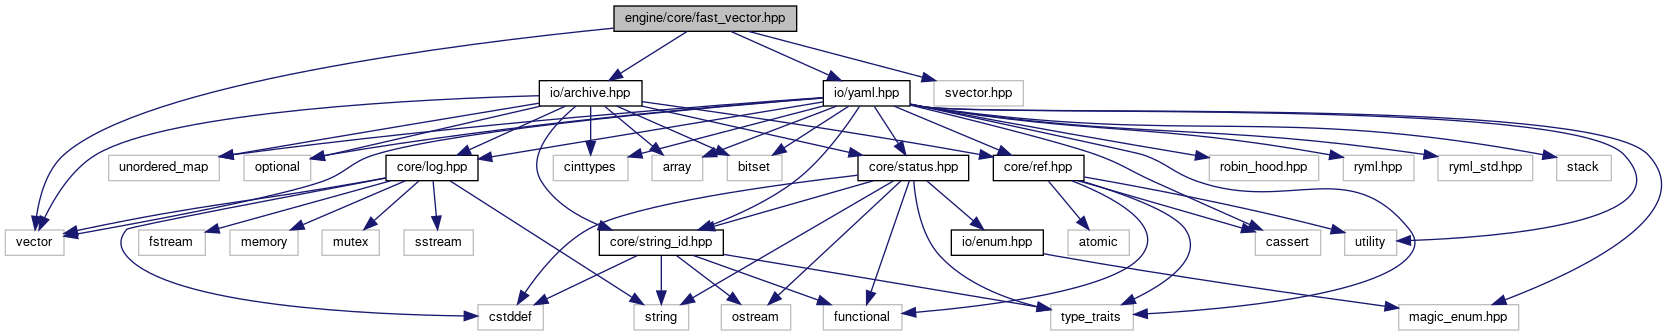 engine/core/fast_vector.hpp
io/archive.hpp
io/yaml.hpp
svector.hpp
unordered_map
optional
core/log.hpp
cinttypes
array
bitset
core/status.hpp
core/ref.hpp
robin_hood.hpp
ryml.hpp
ryml_std.hpp
stack
vector
fstream
memory
mutex
sstream
core/string_id.hpp
io/enum.hpp
atomic
cassert
utility
cstddef
string
ostream
functional
type_traits
magic_enum.hpp